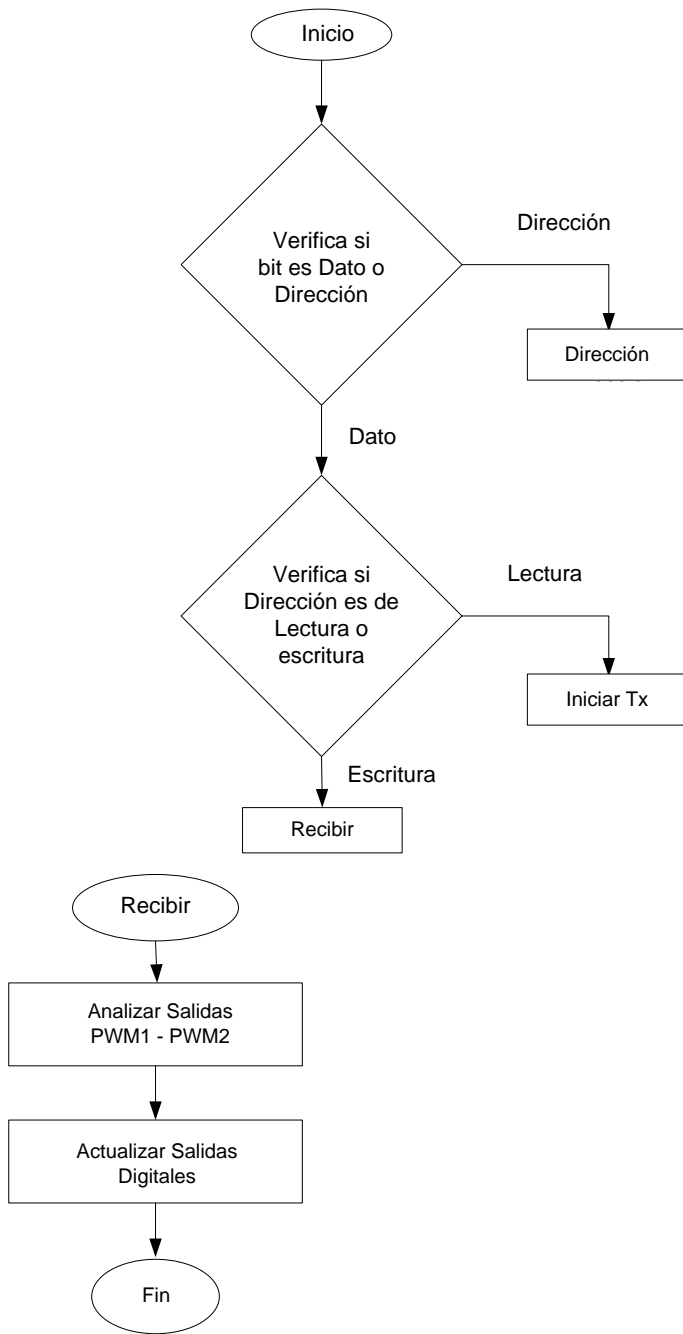 Inicio
Verifica si
bit es Dato o
Dirección
Dirección
Dirección
Dato
Verifica si
Dirección es de
Lectura o
escritura
Lectura
Iniciar Tx
Escritura
Recibir
Recibir
Analizar Salidas
PWM1 - PWM2
Actualizar Salidas
Digitales
Fin